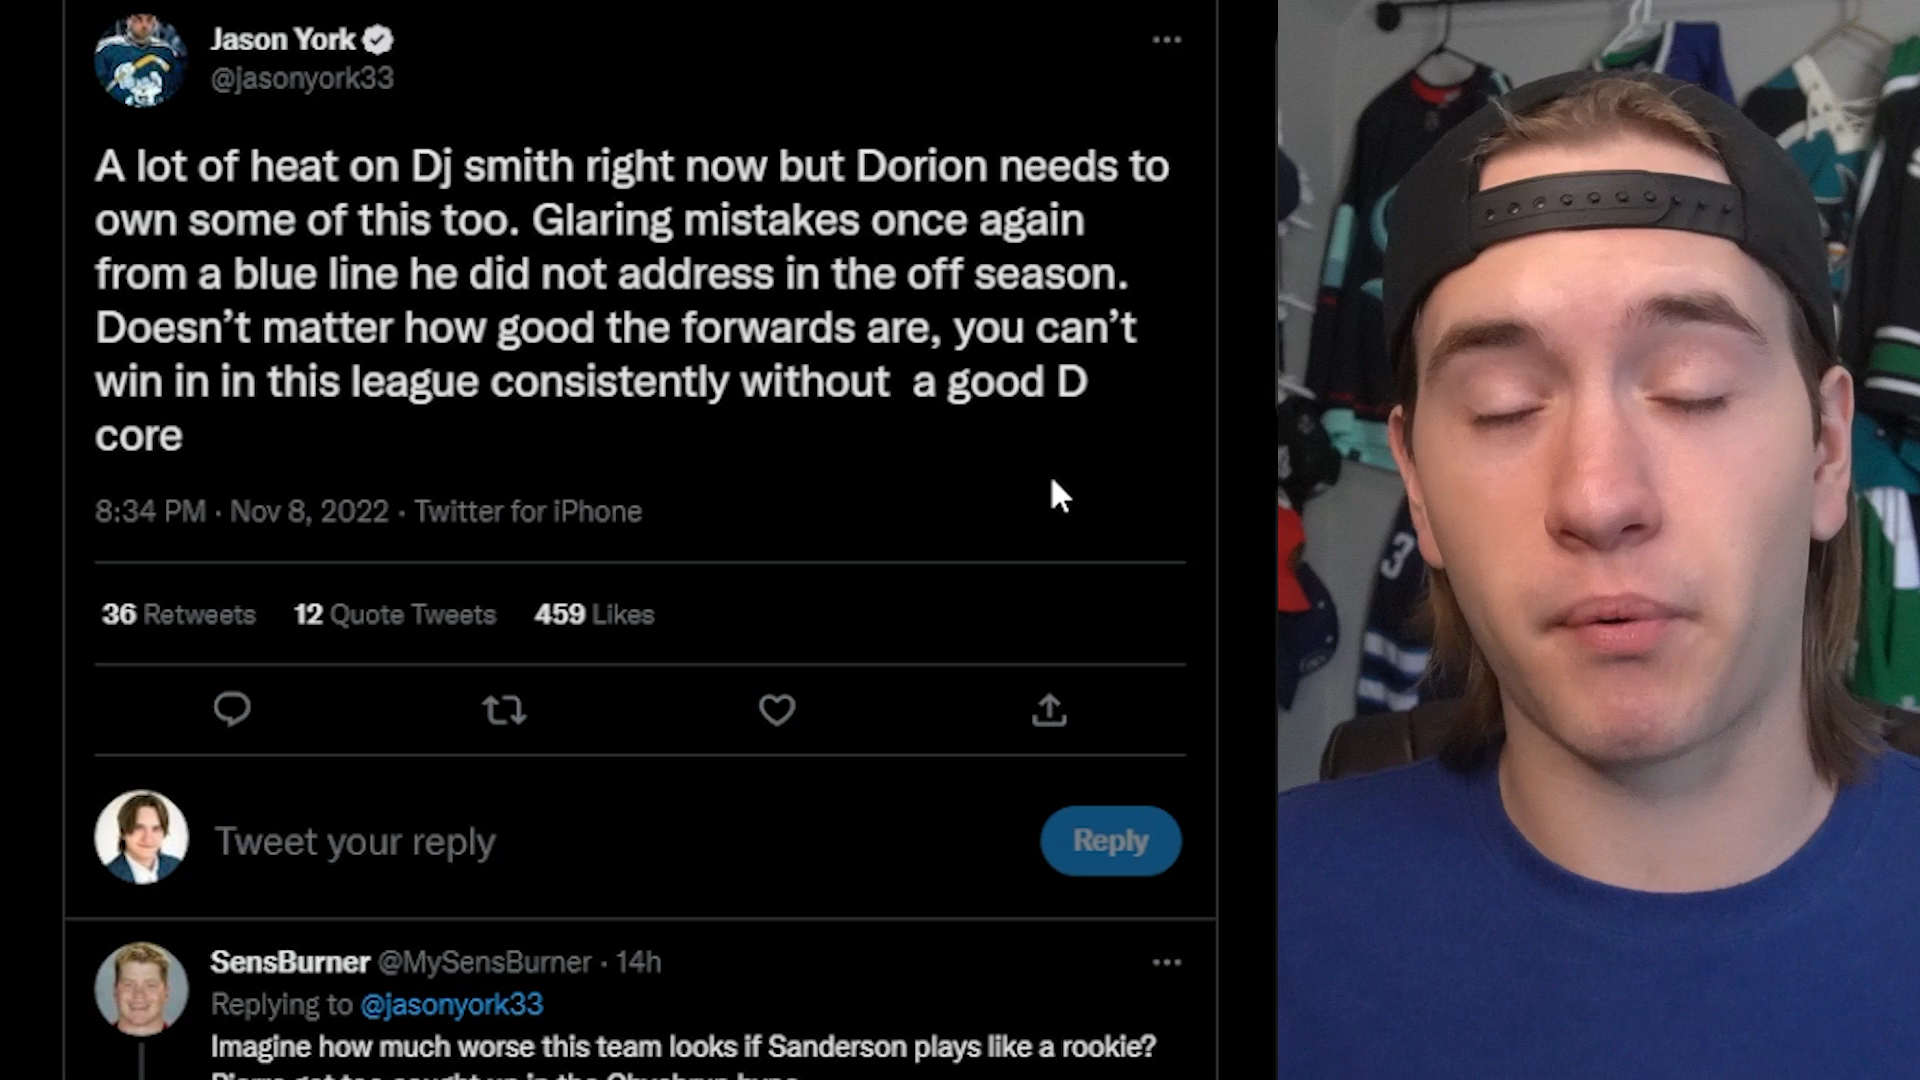 Jason York
@jasonyork33
A lot of heat on Dj smith right now but Dorion needs to
own some of this too. Glaring mistakes once again
from a blue line he did not address in the off season.
Doesn’t matter how good the forwards are, you can’t
win in in this league consistently without  a good D
core
8:34 PM · Nov 8, 2022 · Twitter for iPhone
36 Retweets 12 Quote Tweets 459 Likes
Tweet your reply
Reply
SensBurner @MySensBurner · 14h
Replying to @jasonyork33
Imagine how much worse this team looks if Sanderson plays like a rookie?
3